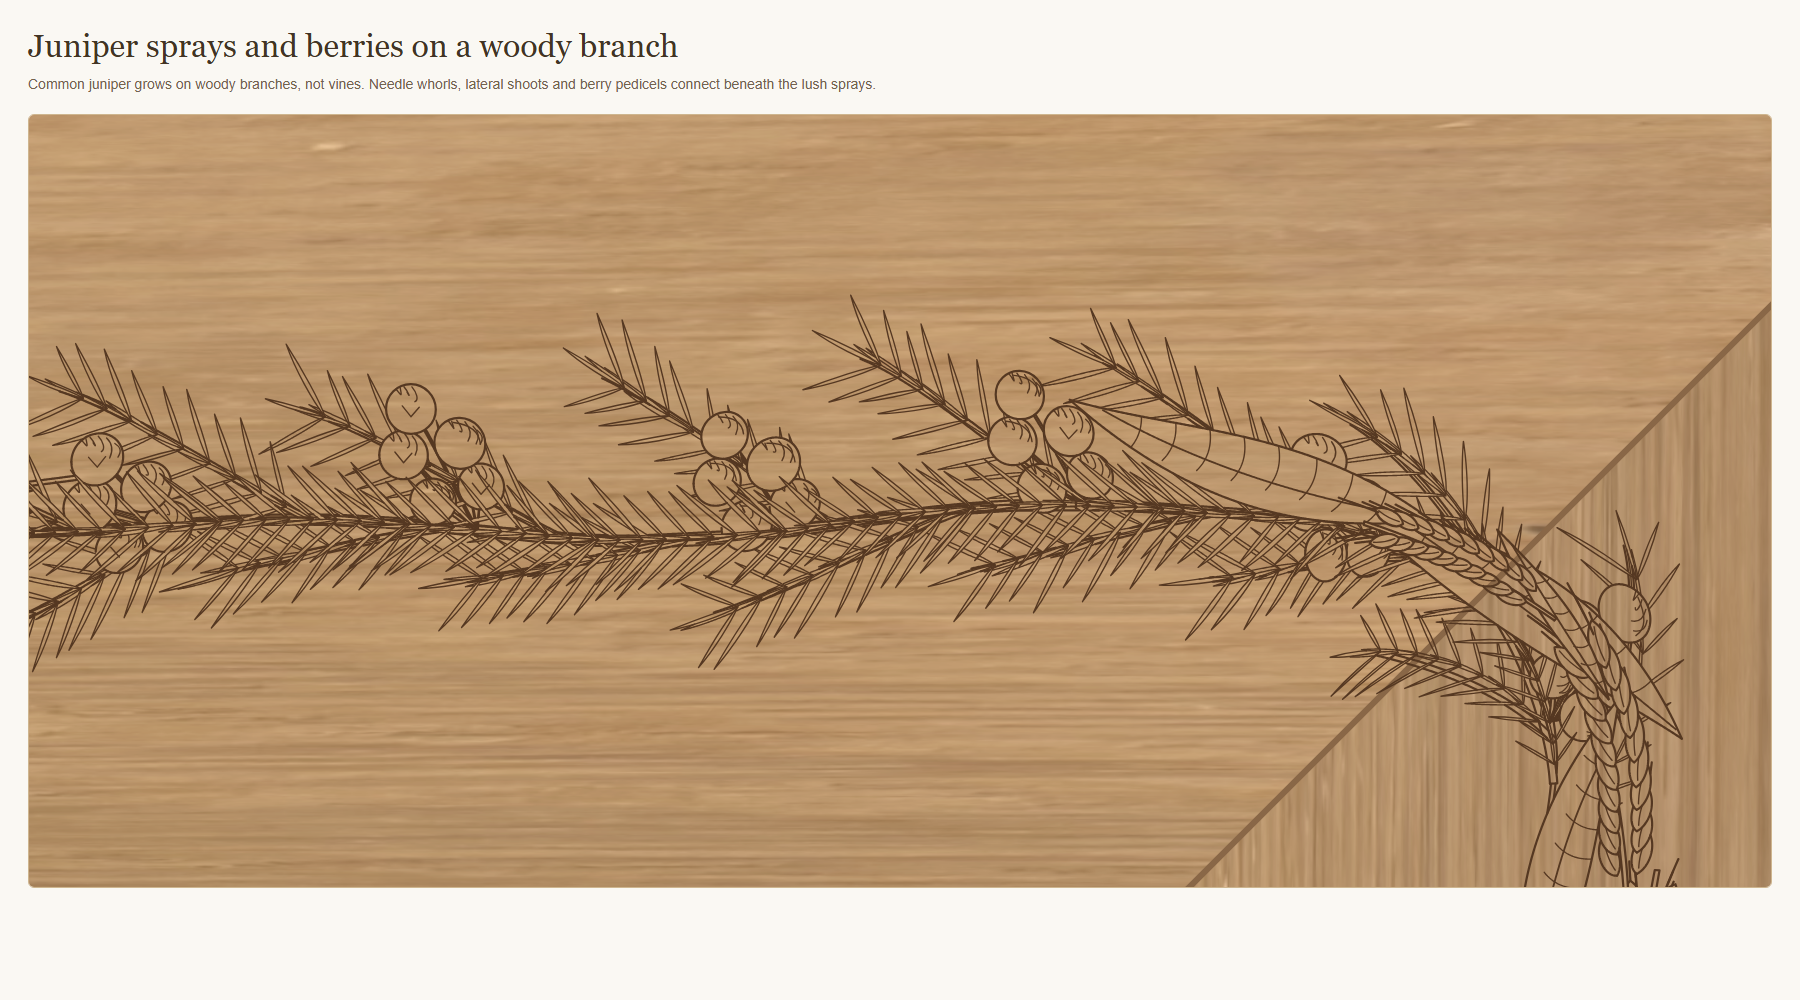 Juniper sprays and berries on a woody branch
Common juniper grows on woody branches, not vines. Needle whorls, lateral shoots and berry pedicels connect beneath the lush sprays.